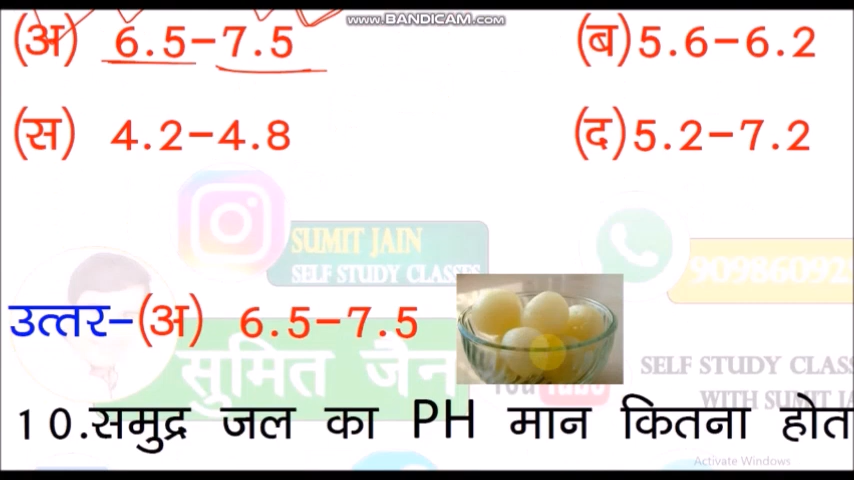 www.BANDICAM.com
(अ) 6.5-7.5 (ब)5.6-6.2
(स) 4.2-4.8 (द)5.2-7.2
SUMIT JAIN
SELF STUDY CLASSES
उत्तर-(अ) 6.5-7.5
सुमित जैन
SELF STUDY CLASS
WITH SUMIT JA
10.समुद्र जल का PH मान कितना होत
Activate Windows